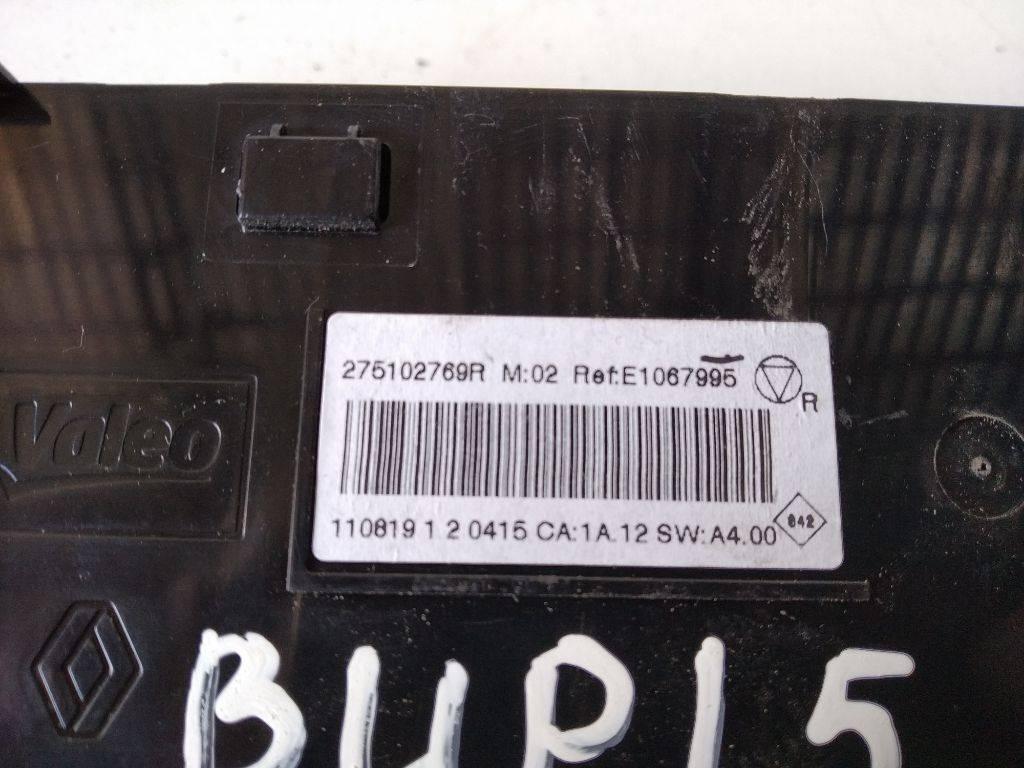 275102769R M:02 Ref:E1067995
R
Valeo
110819 1 2 0415 CA:1A.12 SW:A4.00
842
BUP15